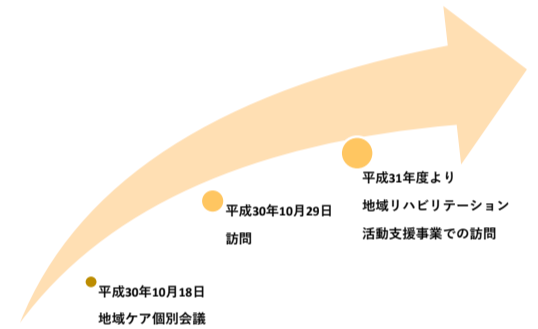 平成31年度より
地域リハビリテーション
活動支援事業での訪問
平成30年10月29日
訪問
平成30年10月18日
地域ケア個別会議